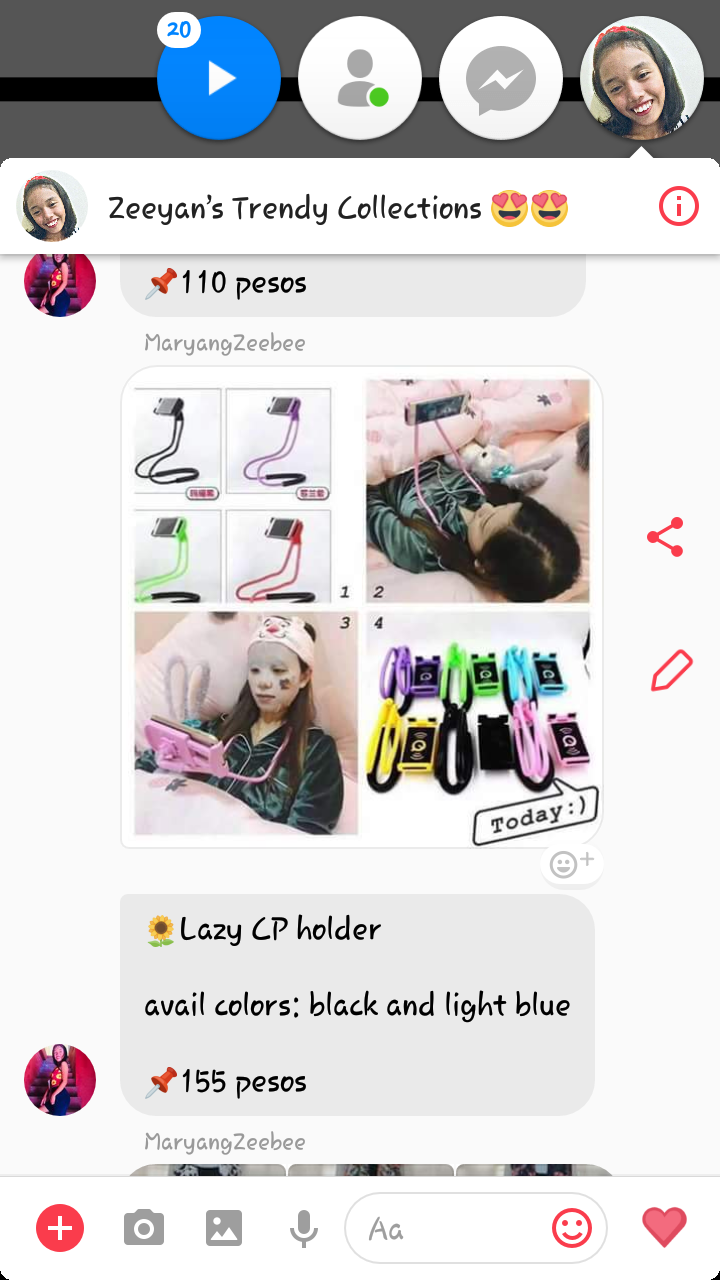 20
Zeeyan's Trendy Collections 😍😍
📌110 pesos
MaryangZeebee
1
2
3
4
Today:)
🌻Lazy CP holder
avail colors: black and light blue
📌155 pesos
MaryangZeebee
Aa